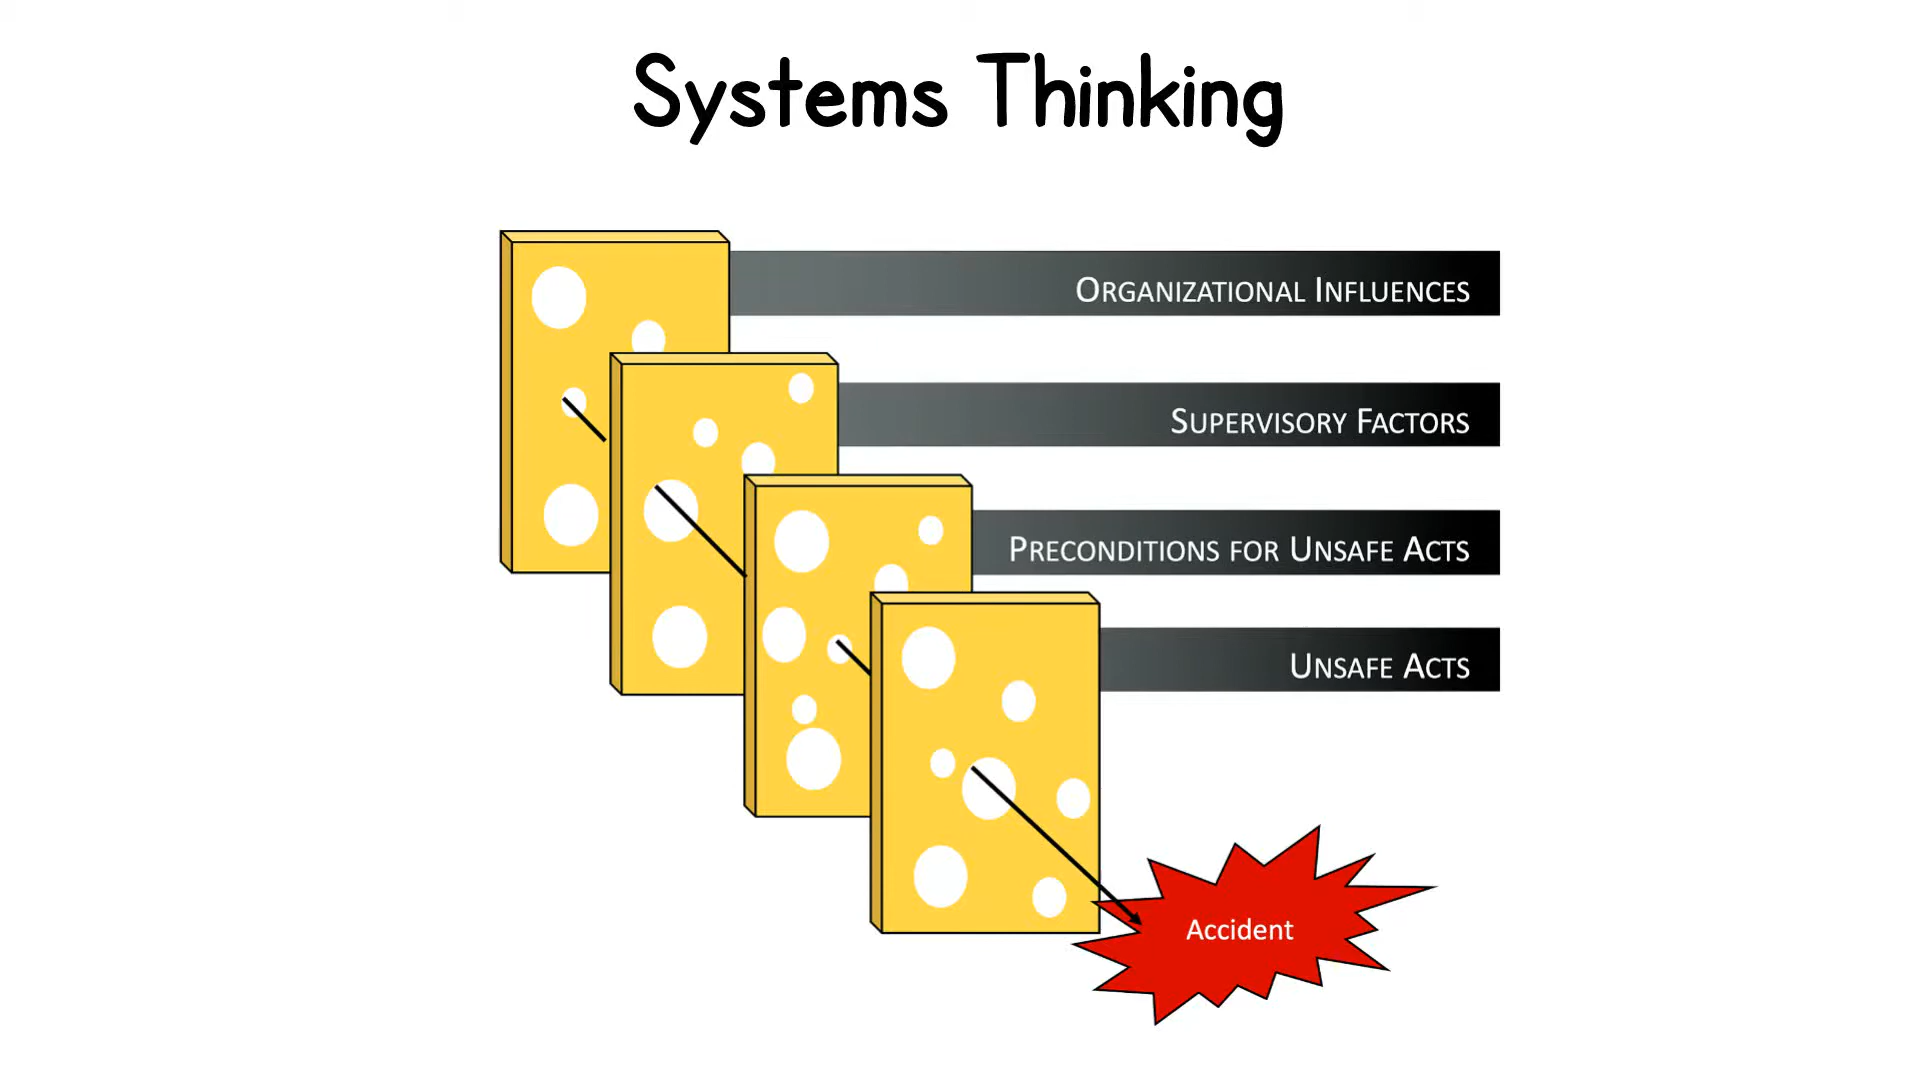 Systems Thinking
Organizational Influences
Supervisory Factors
Preconditions for Unsafe Acts
Unsafe Acts
Accident